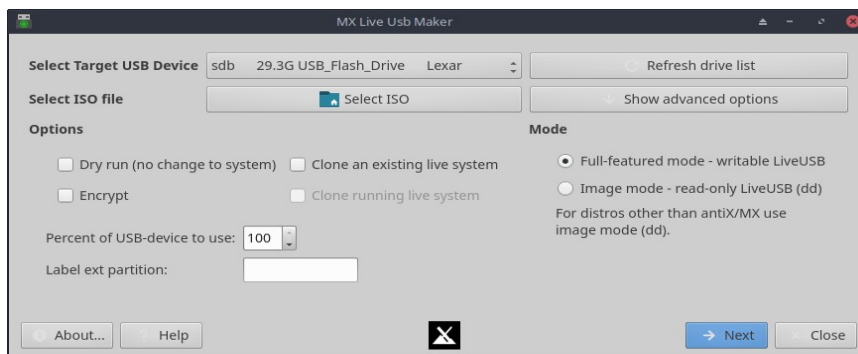 MX Live Usb Maker
Select Target USB Device sdb 29.3G USB_Flash_Drive Lexar Refresh drive list
Select ISO file Select ISO Show advanced options
Options Mode
Dry run (no change to system) Clone an existing live system Full-featured mode - writable LiveUSB
Encrypt Clone running live system Image mode - read-only LiveUSB (dd)
For distros other than antiX/MX use
image mode (dd).
Percent of USB-device to use: 100
Label ext partition:
About... Help Next Close